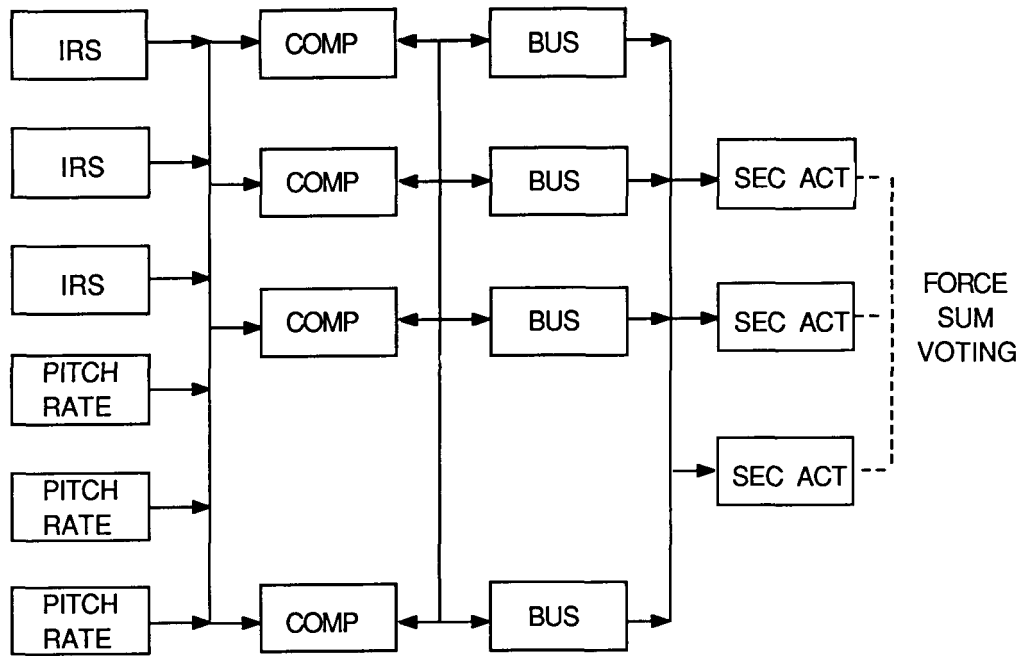 IRS
COMP
BUS
IRS
COMP
BUS
SEC ACT
IRS
COMP
BUS
SEC ACT
FORCE
SUM
VOTING
PITCH
RATE
PITCH
RATE
SEC ACT
PITCH
RATE
COMP
BUS